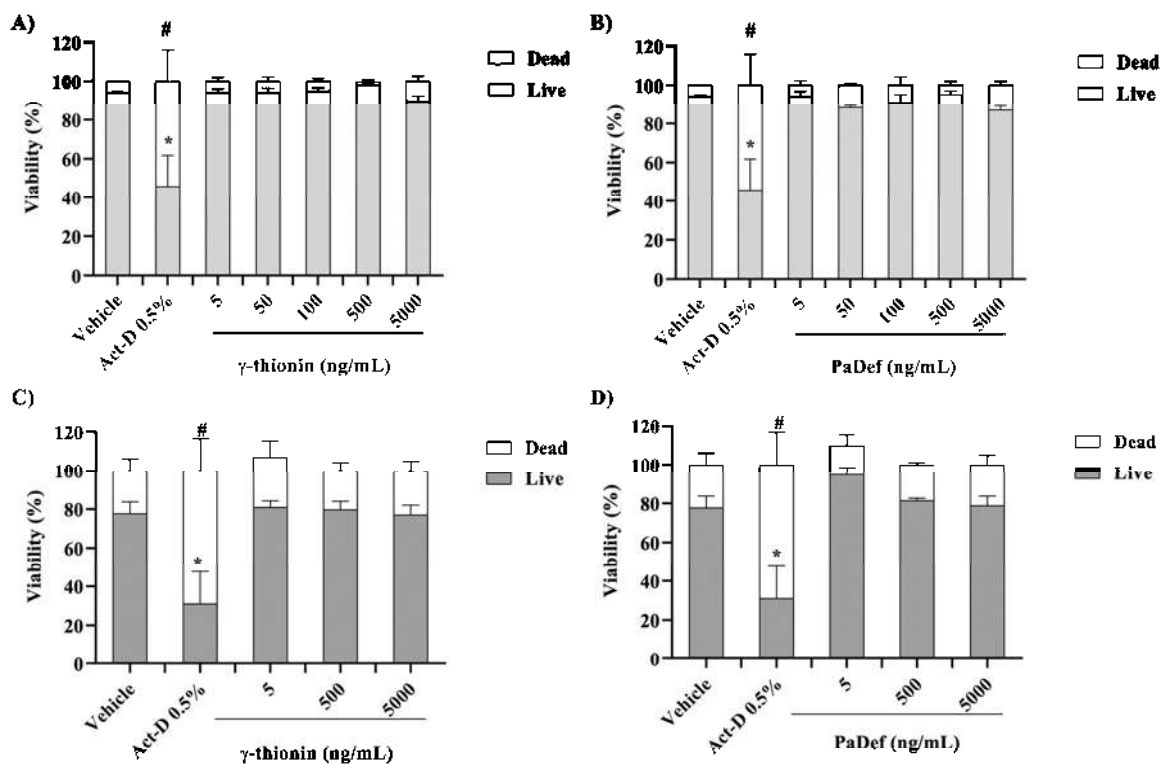 A)
#
120
100
80
60
40
20
0
*
Viability (%)
Dead
Live
Vehicle
Act-D 0.5%
5
50
100
500
5000
γ-thionin (ng/mL)
B)
#
120
100
80
60
40
20
0
*
Viability (%)
Dead
Live
Vehicle
Act-D 0.5%
5
50
100
500
5000
PaDef (ng/mL)
C)
#
120
100
80
60
40
20
0
*
Viability (%)
Dead
Live
Vehicle
Act-D 0.5%
5
500
5000
γ-thionin (ng/mL)
D)
#
120
100
80
60
40
20
0
*
Viability (%)
Dead
Live
Vehicle
Act-D 0.5%
5
500
5000
PaDef (ng/mL)